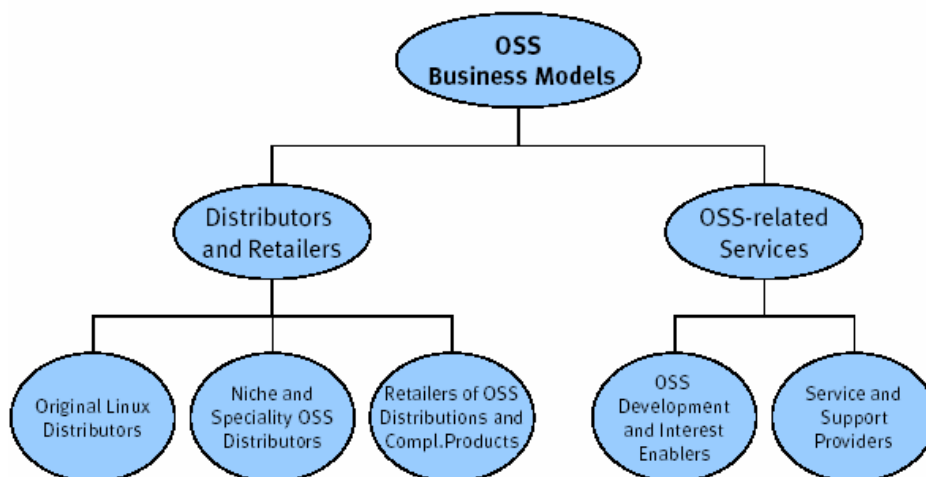 OSS
Business Models
Distributors
and Retailers
OSS-related
Services
Original Linux
Distributors
Niche and
Speciality OSS
Distributors
Retailers of OSS
Distributions and
Compl.Products
OSS
Development
and Interest
Enablers
Service and
Support
Providers